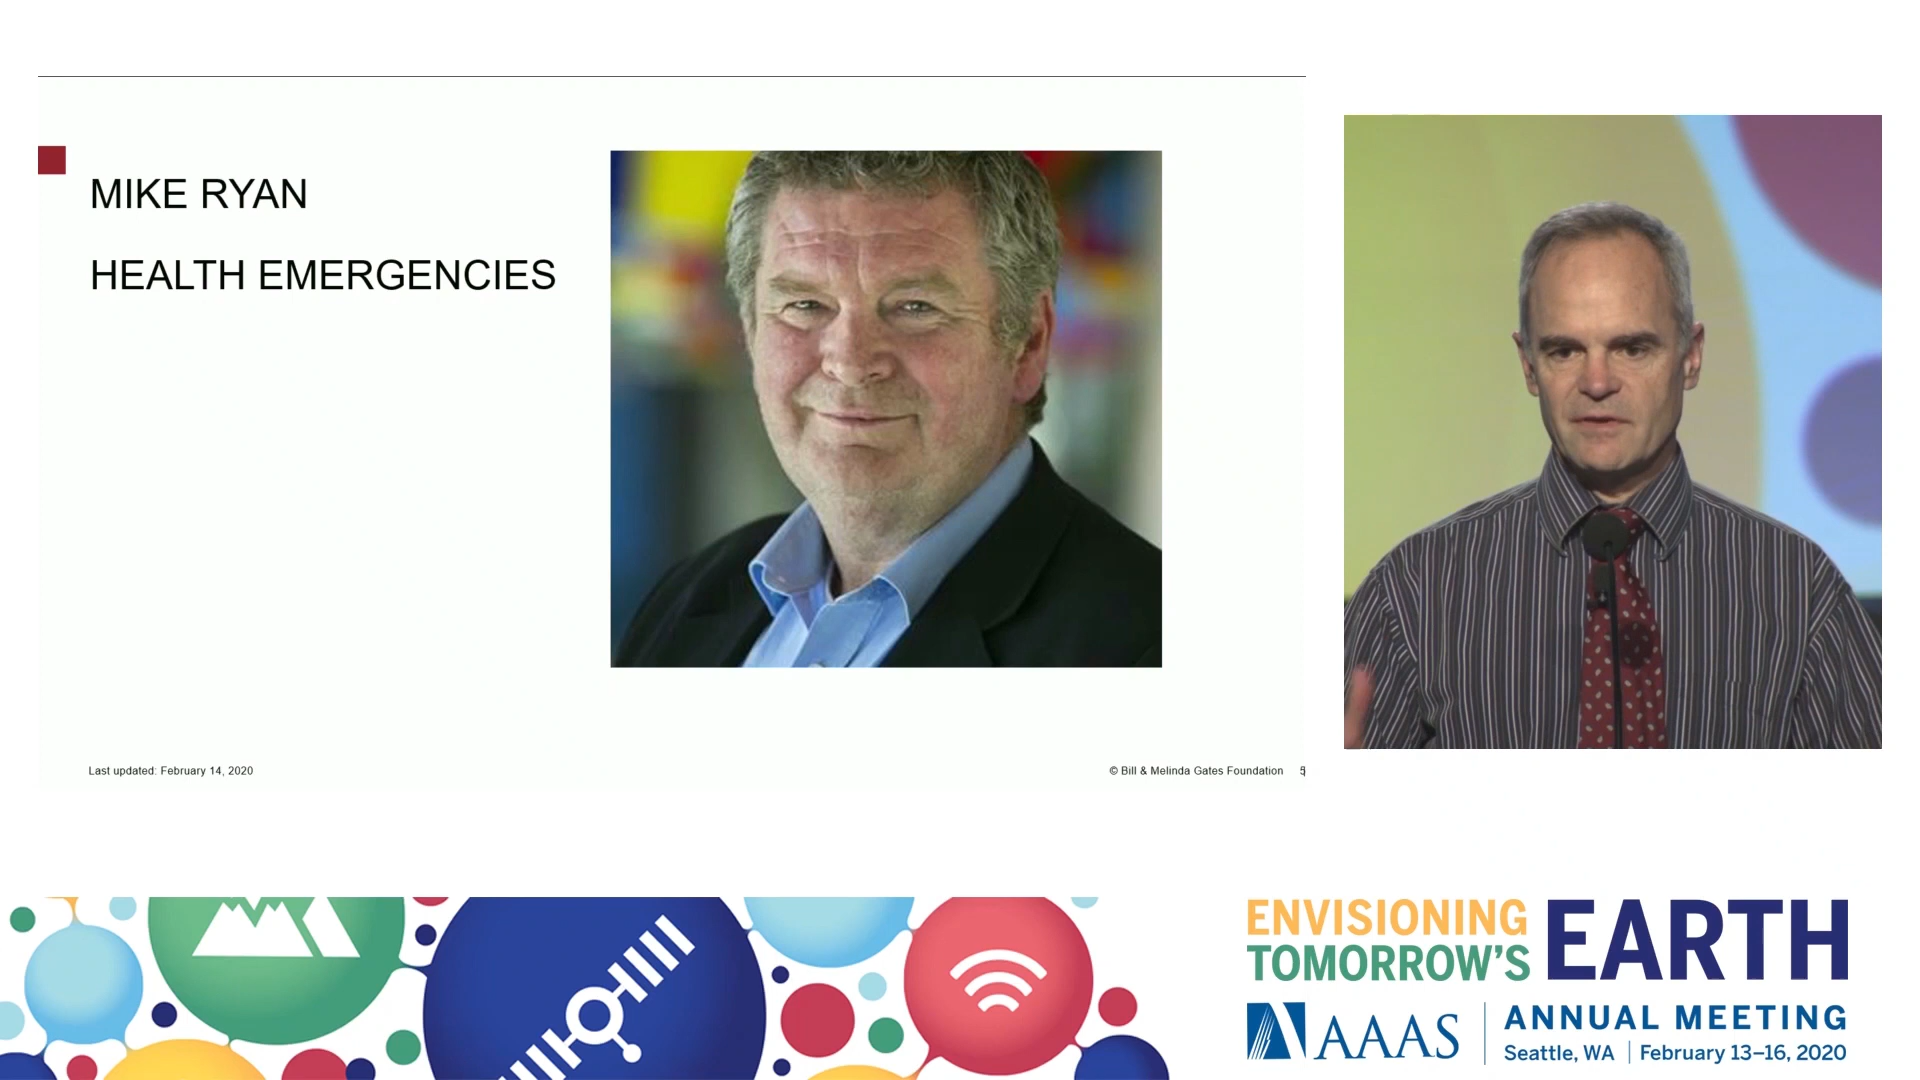 MIKE RYAN
HEALTH EMERGENCIES
Last updated: February 14, 2020
© Bill & Melinda Gates Foundation 5
ENVISIONING
TOMORROW'S
EARTH
AAAS
ANNUAL MEETING
Seattle, WA | February 13–16, 2020